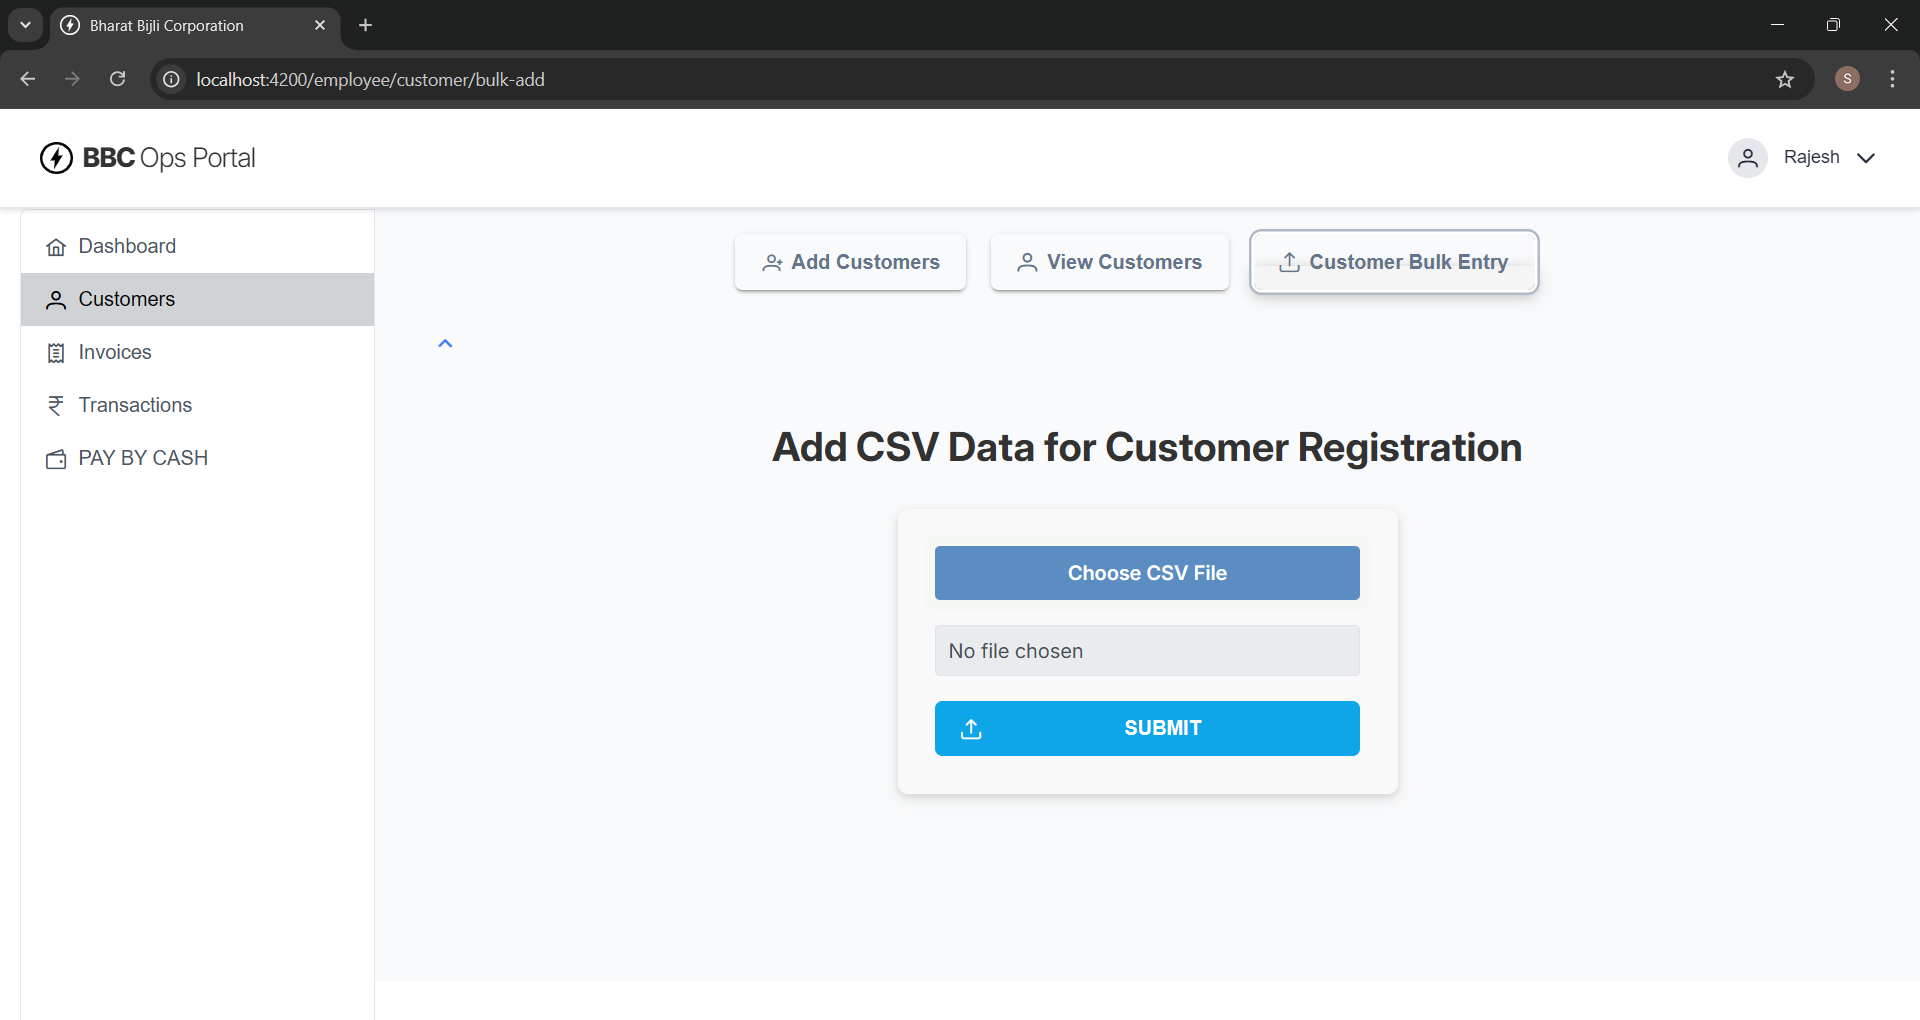 Bharat Bijli Corporation
localhost:4200/employee/customer/bulk-add
S
BBC Ops Portal
Rajesh
Dashboard
Customers
Invoices
Transactions
PAY BY CASH
Add Customers
View Customers
Customer Bulk Entry
Add CSV Data for Customer Registration
Choose CSV File
No file chosen
SUBMIT